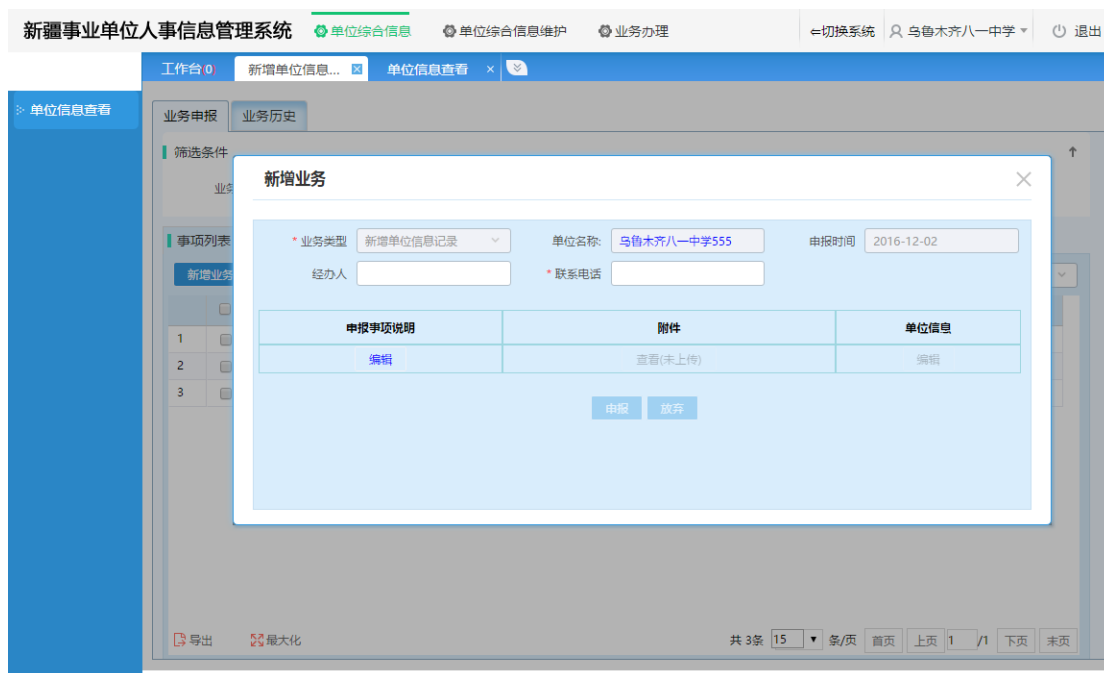 新疆事业单位人事信息管理系统 单位综合信息 单位综合信息维护 业务办理 ⇐切换系统 乌鲁木齐八一中学 退出
工作台(0) 新增单位信息... 单位信息查看 ×
单位信息查看
业务申报 业务历史
筛选条件
新增业务
* 业务类型 新增单位信息记录 单位名称: 乌鲁木齐八一中学555 申报时间 2016-12-02
经办人 * 联系电话
事项列表
新增业务
申报事项说明 附件 单位信息
编辑 查看(未上传) 编辑
1
2
3
申报 放弃
导出 最大化 共 3条 15 条/页 首页 上页 1 /1 下页 末页